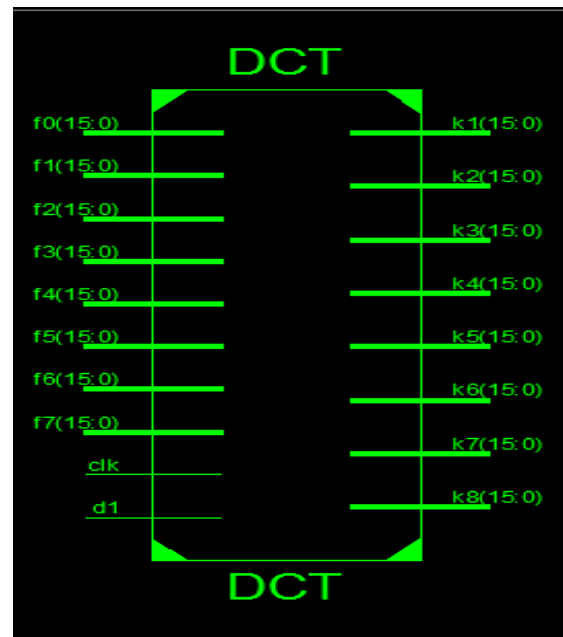 DCT
f0(15:0)
f1(15:0)
f2(15:0)
f3(15:0)
f4(15:0)
f5(15:0)
f6(15:0)
f7(15:0)
clk
d1
k1(15:0)
k2(15:0)
k3(15:0)
k4(15:0)
k5(15:0)
k6(15:0)
k7(15:0)
k8(15:0)
DCT